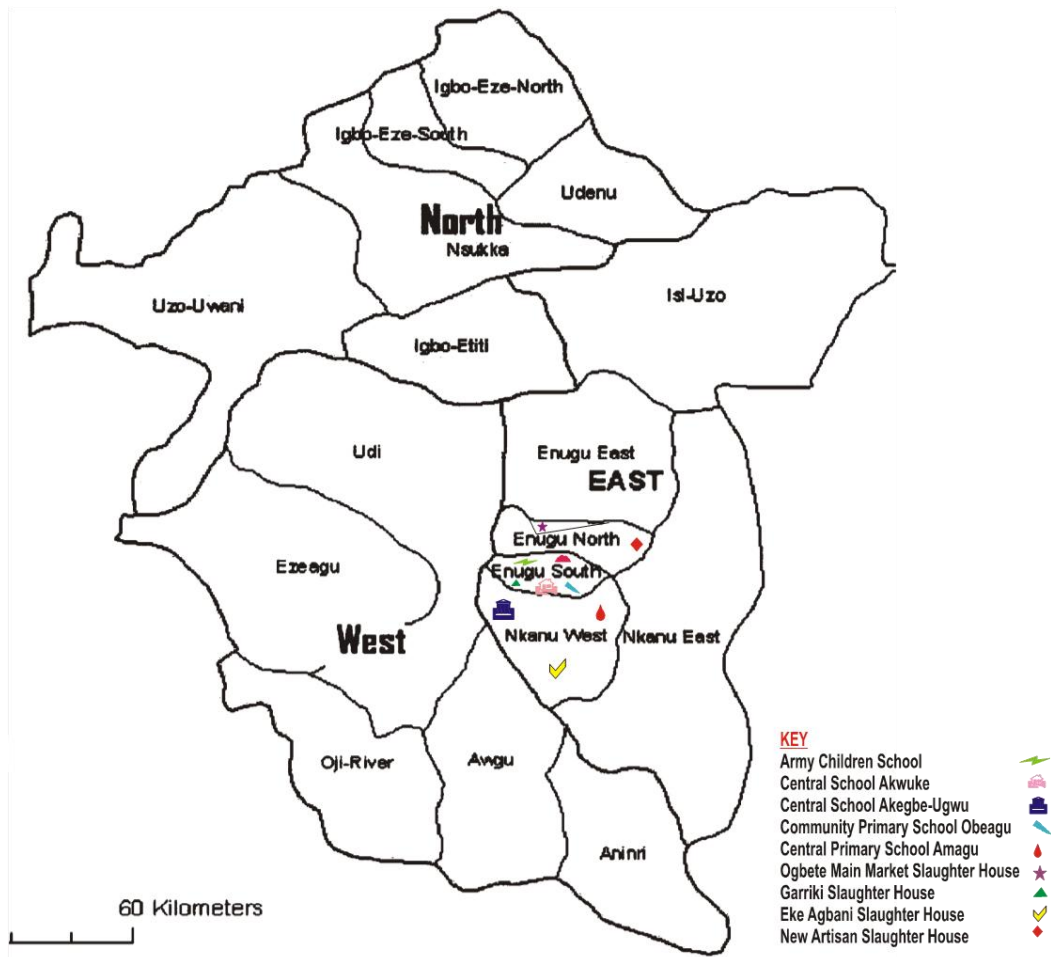 Igbo-Eze-North
Igbo-Eze-South
Udenu
North
Nsukka
Uzo-Uwani
Isi-Uzo
Igbo-Etiti
Udi
Enugu East
EAST
Enugu North
Ezeagu
Enugu South
West
Nkanu West
Nkanu East
Oji-River
Awgu
Aninri
60 Kilometers
KEY
Army Children School
Central School Akwuke
Central School Akegbe-Ugwu
Community Primary School Obeagu
Central Primary School Amagu
Ogbete Main Market Slaughter House
Garriki Slaughter House
Eke Agbani Slaughter House
New Artisan Slaughter House